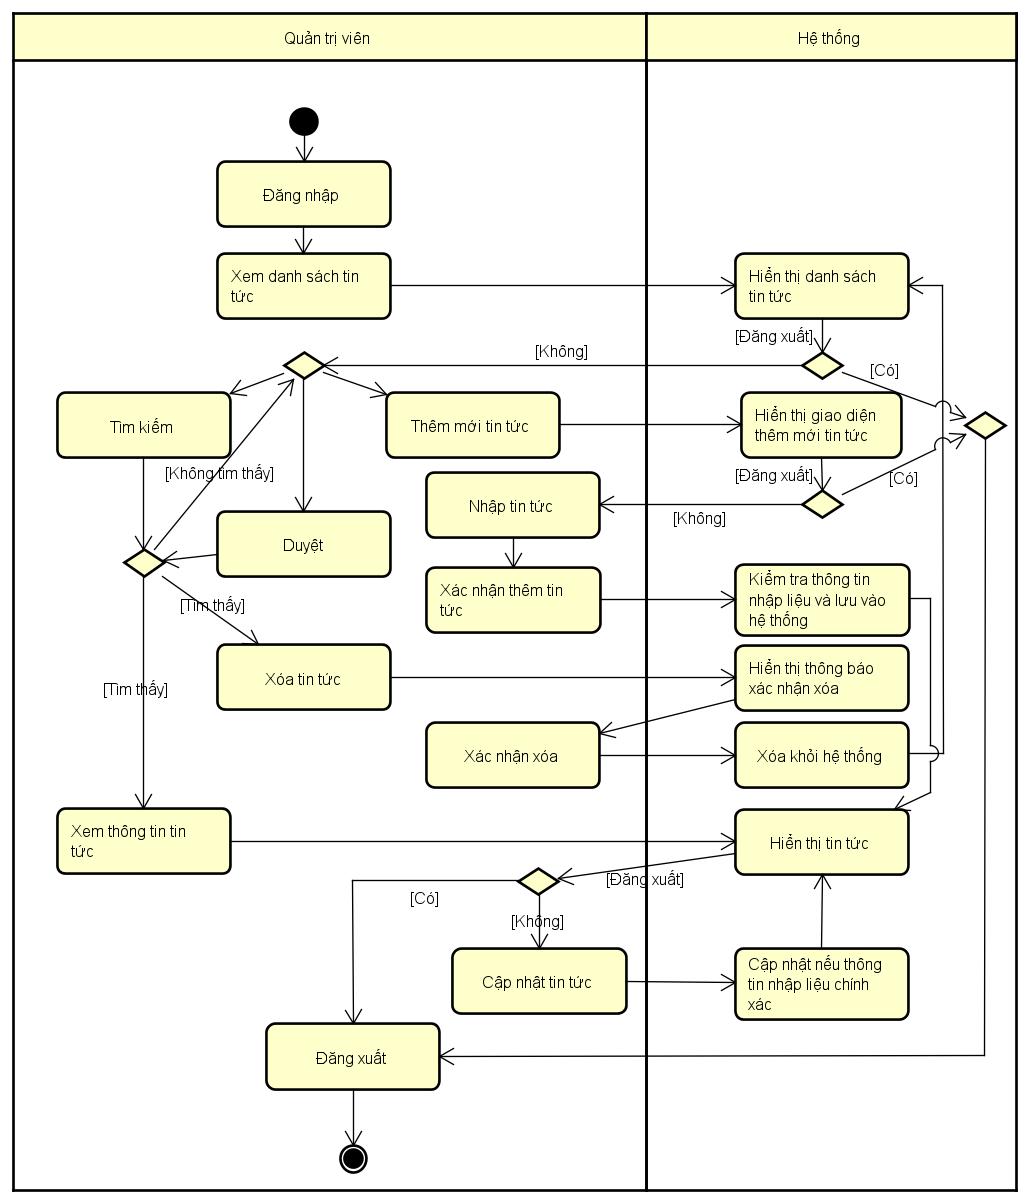 Quản trị viên
Hệ thống
Đăng nhập
Xem danh sách tin
tức
Hiển thị danh sách
tin tức
[Đăng xuất]
[Không]
[Có]
Tìm kiếm
Thêm mới tin tức
Hiển thị giao diện
thêm mới tin tức
[Không tìm thấy]
[Đăng xuất]
[Có]
Nhập tin tức
[Không]
Duyệt
Xác nhận thêm tin
tức
Kiểm tra thông tin
nhập liệu và lưu vào
hệ thống
[Tìm thấy]
Xóa tin tức
Hiển thị thông báo
xác nhận xóa
[Tìm thấy]
Xác nhận xóa
Xóa khỏi hệ thống
Xem thông tin tin
tức
Hiển thị tin tức
[Đăng xuất]
[Có]
[Không]
Cập nhật tin tức
Cập nhật nếu thông
tin nhập liệu chính
xác
Đăng xuất